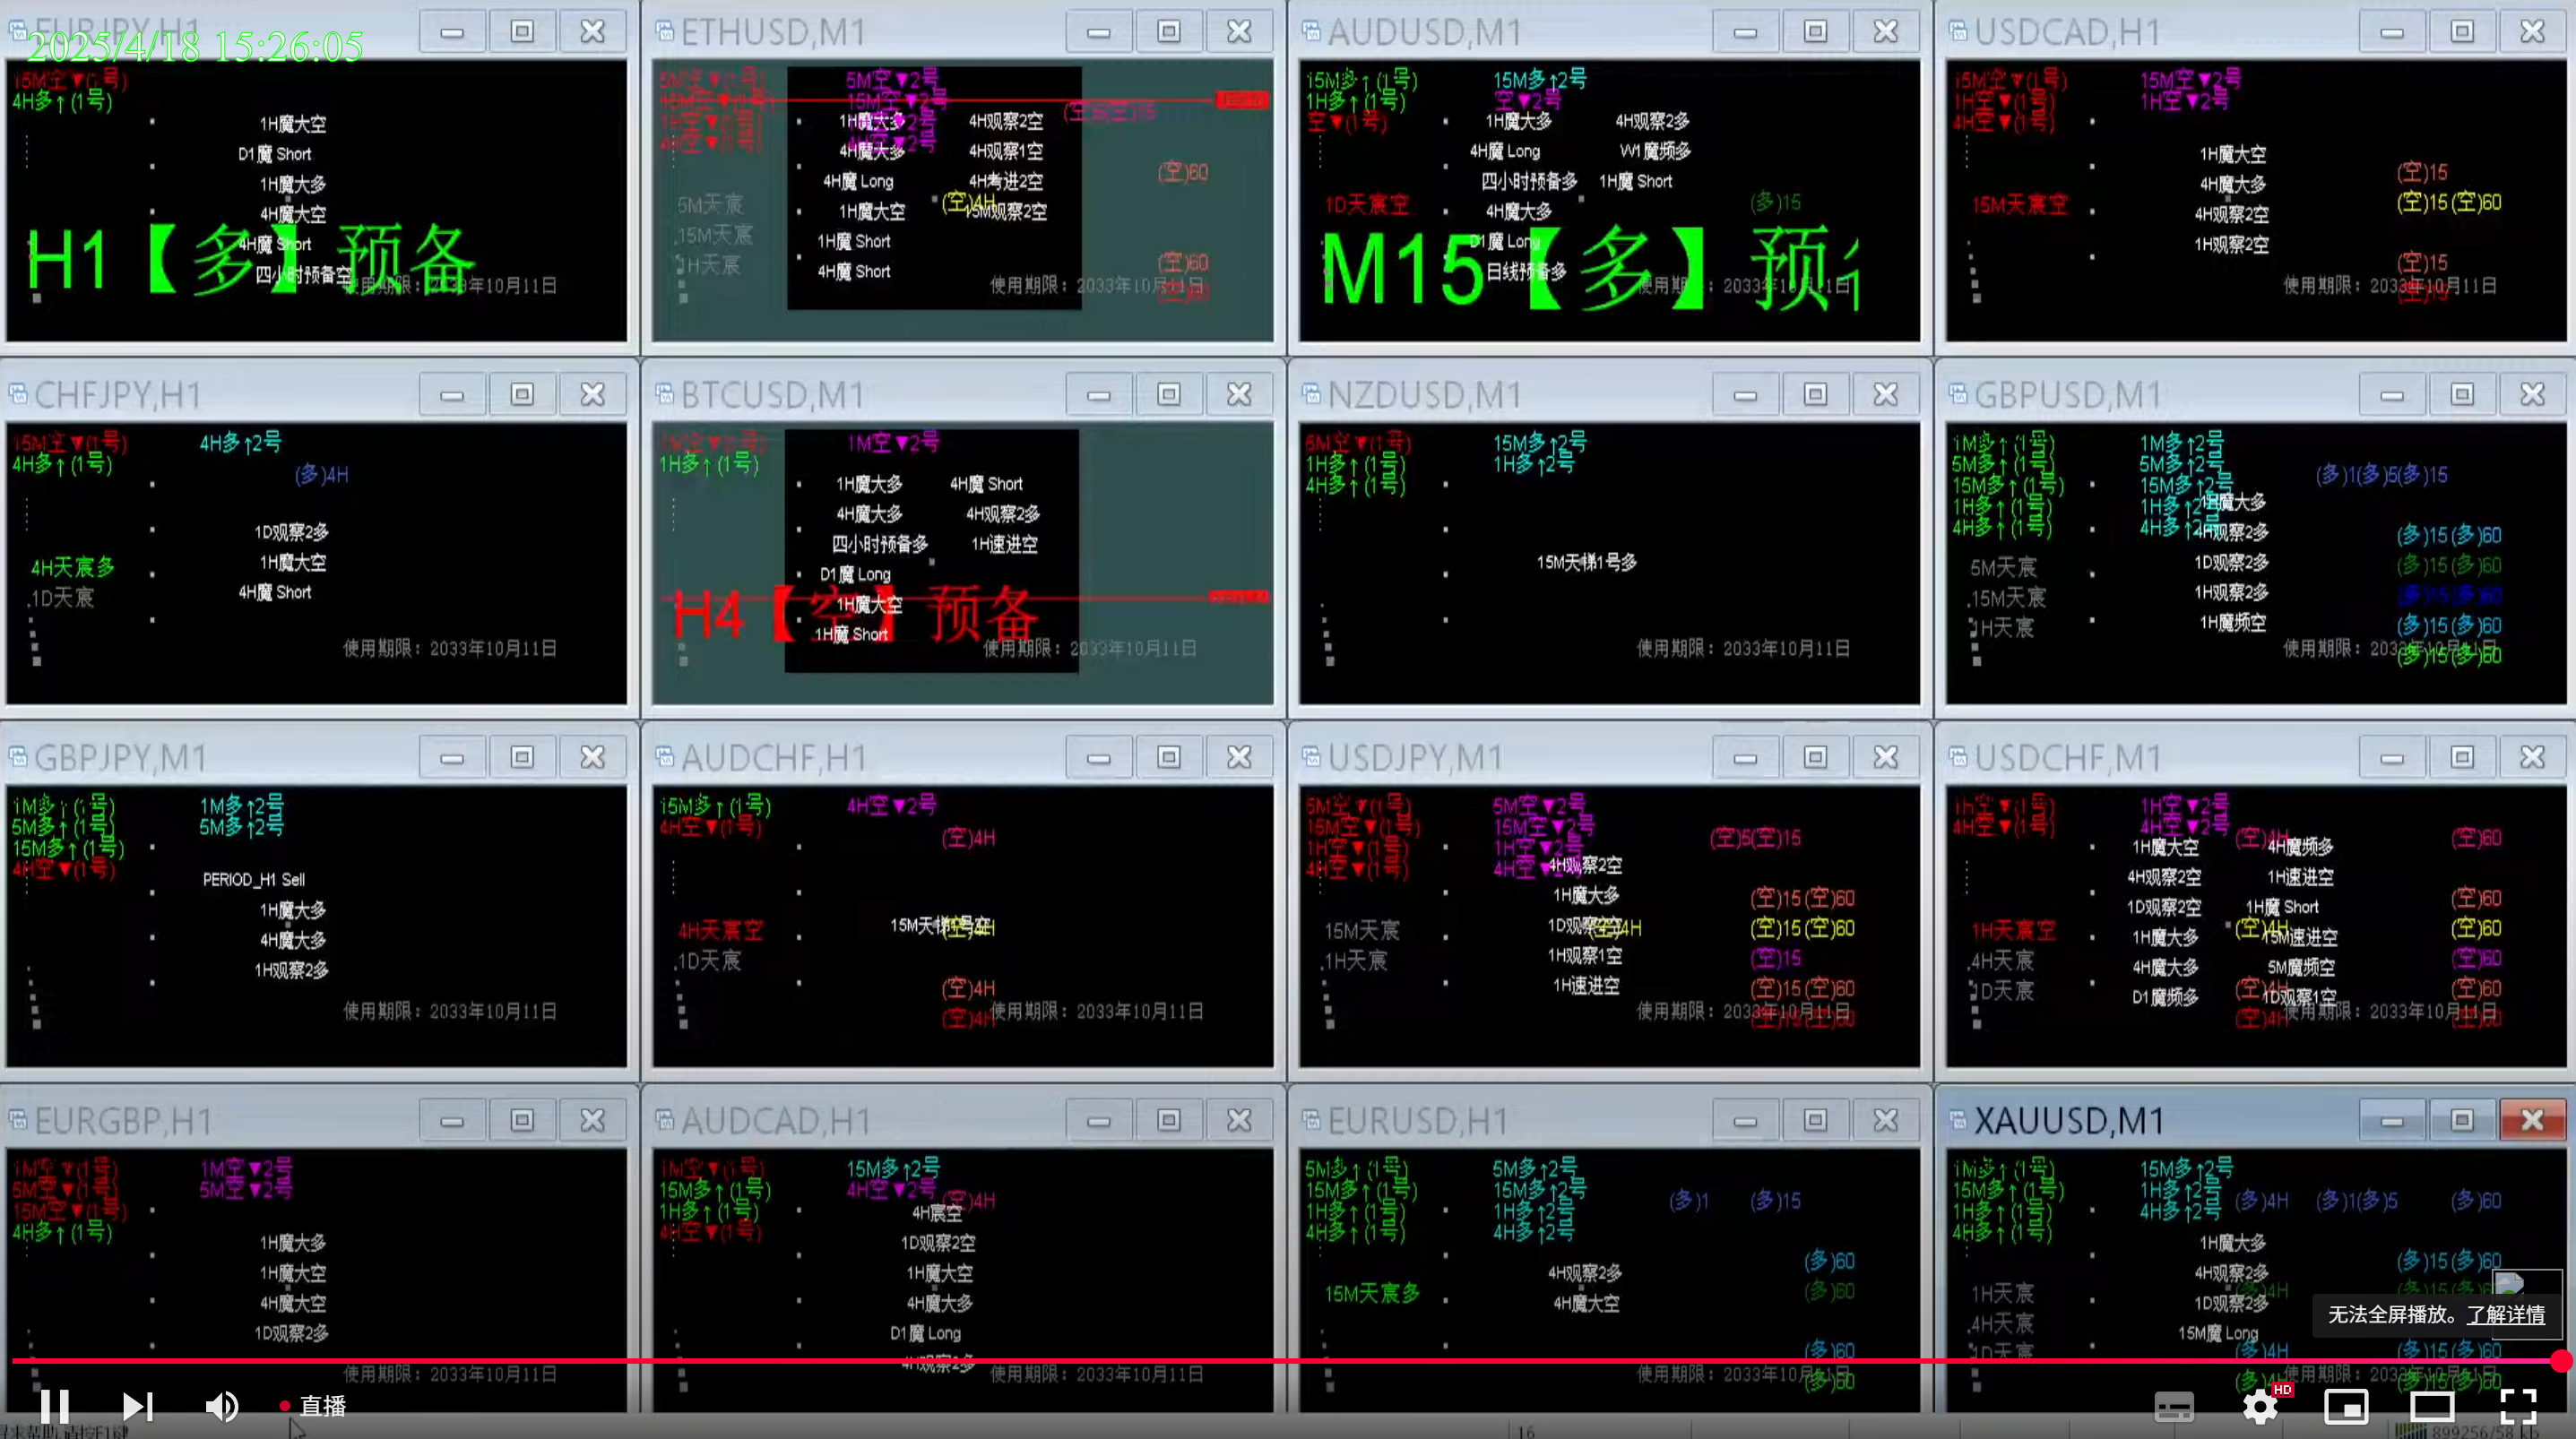 EURJPY,H1
2025/4/18 15:26:05
15M空▼(1号)
4H多↑(1号)
1H魔大空
D1魔 Short
1H魔大多
4H魔大空
4H魔 Short
四小时预备空
H1【多】预备
使用期限：2033年10月11日
ETHUSD,M1
5M空▼(1号)
15M空▼(1号)
1H空▼(1号)
4H空▼(1号)
5M空▼2号
15M空▼2号
1H魔大多
4H魔大多
4H魔 Long
1H魔大空
1H魔 Short
4H魔 Short
4H观察2空
4H观察1空
4H考进2空
15M观察2空
(空)4H
(空)60
(空)60
(空)60
5M天宸
15M天宸
1H天宸
使用期限：2033年10月11日
AUDUSD,M1
15M多↑(1号)
1H多↑(1号)
空▼(1号)
15M多↑2号
空▼2号
1H魔大多
4H魔 Long
四小时预备多
4H魔大多
D1魔 Long
日线预备多
4H观察2多
W1魔频多
1H魔 Short
1D天宸空
(多)15
M15【多】预
使用期限：2033年10月11日
USDCAD,H1
15M空▼(1号)
1H空▼(1号)
4H空▼(1号)
15M空▼2号
1H空▼2号
1H魔大空
4H魔大多
4H观察2空
1H观察2空
15M天宸空
(空)15
(空)15(空)60
(空)15
(空)15
使用期限：2033年10月11日
CHFJPY,H1
15M空▼(1号)
4H多↑(1号)
4H多↑2号
(多)4H
1D观察2多
1H魔大多
4H魔 Short
4H天宸多
1D天宸
使用期限：2033年10月11日
BTCUSD,M1
1H多↑(1号)
1M空▼2号
1H魔大多
4H魔大多
四小时预备多
D1魔 Long
1H魔大空
1H魔 Short
4H魔 Short
4H观察2多
1H速进空
H4【空】预备
使用期限：2033年10月11日
NZDUSD,M1
5M空▼(1号)
1H多↑(1号)
4H多↑(1号)
15M多↑2号
1H多↑2号
15M天梯1号多
使用期限：2033年10月11日
GBPUSD,M1
1M多↑(1号)
5M多↑(1号)
15M多↑(1号)
1H多↑(1号)
4H多↑(1号)
1M多↑2号
5M多↑2号
15M多↑2号
1H多↑2号
4H多↑2号
(多)1(多)5(多)15
1H魔大多
4H观察2多
1D观察2多
1H观察2多
1H魔频空
5M天宸
15M天宸
1H天宸
(多)15(多)60
(多)15(多)60
(多)15(多)60
(多)15(多)60
(多)15(多)60
使用期限：2033年10月11日
GBPJPY,M1
1M多↑(1号)
5M多↑(1号)
15M多↑(1号)
4H空▼(1号)
1M多↑2号
5M多↑2号
PERIOD_H1 Sell
1H魔大多
4H魔大多
1H观察2多
使用期限：2033年10月11日
AUDCHF,H1
15M多↑(1号)
4H空▼(1号)
4H空▼2号
(空)4H
15M天梯1号空
(空)4H
4H天宸空
1D天宸
(空)4H
(空)4H
使用期限：2033年10月11日
USDJPY,M1
5M空▼(1号)
15M空▼(1号)
1H空▼(1号)
4H空▼(1号)
5M空▼2号
15M空▼2号
1H空▼2号
4H空▼2号
(空)5(空)15
4H观察2空
1H魔大多
1D观察2空
1H观察1空
1H速进空
(空)4H
15M天宸
1H天宸
(空)15(空)60
(空)15(空)60
(空)15
(空)15(空)60
(空)15(空)60
使用期限：2033年10月11日
USDCHF,M1
1H空▼(1号)
4H空▼(1号)
1H空▼2号
4H空▼2号
(空)4H
(空)60
1H魔大空
4H观察2空
1D观察2空
1H魔大多
4H魔大多
D1魔频多
4H魔频多
1H速进空
1H魔 Short
15M速进空
5M魔频空
1D观察1空
1H天宸空
4H天宸
1D天宸
(空)4H
(空)4H
(空)4H
(空)60
(空)60
(空)60
(空)60
(空)60
使用期限：2033年10月11日
EURGBP,H1
1M空▼(1号)
5M空▼(1号)
15M空▼(1号)
4H多↑(1号)
1M空▼2号
5M空▼2号
1H魔大多
1H魔大空
4H魔大空
1D观察2多
使用期限：2033年10月11日
AUDCAD,H1
1M空▼(1号)
15M多↑(1号)
1H多↑(1号)
4H空▼(1号)
15M多↑2号
4H空▼2号
(空)4H
4H宸空
1D观察2空
1H魔大空
4H魔大多
D1魔 Long
4H观察2多
使用期限：2033年10月11日
EURUSD,H1
5M多↑(1号)
15M多↑(1号)
1H多↑(1号)
4H多↑(1号)
5M多↑2号
15M多↑2号
1H多↑2号
4H多↑2号
(多)1
(多)15
4H观察2多
4H魔大空
15M天宸多
(多)60
(多)60
(多)60
(多)60
使用期限：2033年10月11日
XAUUSD,M1
1M多↑(1号)
15M多↑(1号)
1H多↑(1号)
4H多↑(1号)
15M多↑2号
1H多↑2号
4H多↑2号
(多)4H
(多)1(多)5
(多)60
1H魔大多
4H观察2多
1D观察2多
15M魔 Long
1H天宸
4H天宸
1D天宸
(多)4H
(多)4H
(多)15(多)60
(多)15(多)60
使用期限：2033年10月11日
无法全屏播放。了解详情
直播
HD
16
899256/58 kb